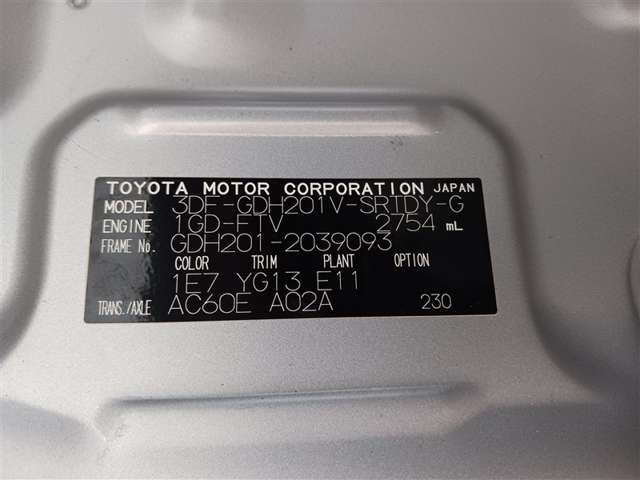 TOYOTA MOTOR CORPORATION JAPAN
MODEL 3DF-GDH201V-SRTDY-G
ENGINE 1GD-FTV 2754 mL
FRAME No. GDH201-2039093
COLOR TRIM PLANT OPTION
1E7 YG13 E11
TRANS./AXLE AC60E A02A 230